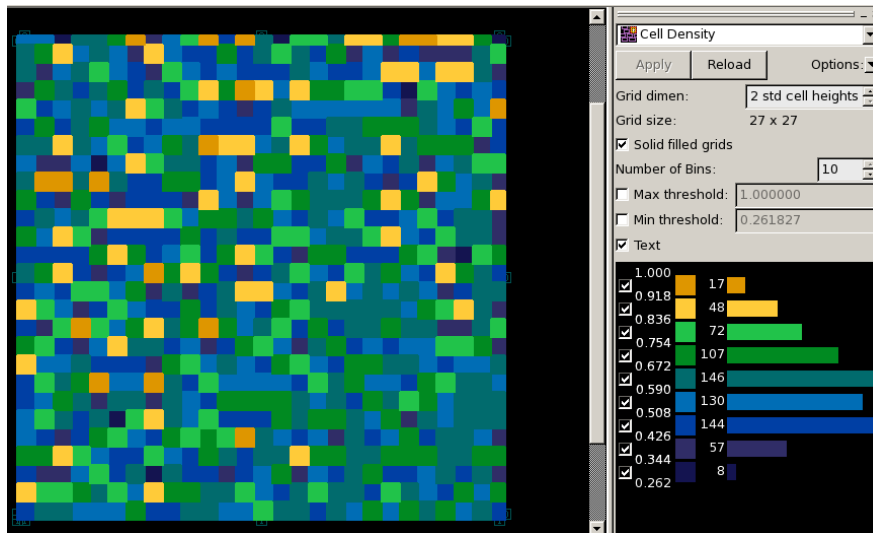 Cell Density
Apply Reload Options:
Grid dimen: 2 std cell heights
Grid size: 27 x 27
Solid filled grids
Number of Bins: 10
Max threshold: 1.000000
Min threshold: 0.261827
Text
1.000
17
0.918
48
0.836
72
0.754
107
0.672
146
0.590
130
0.508
144
0.426
57
0.344
8
0.262